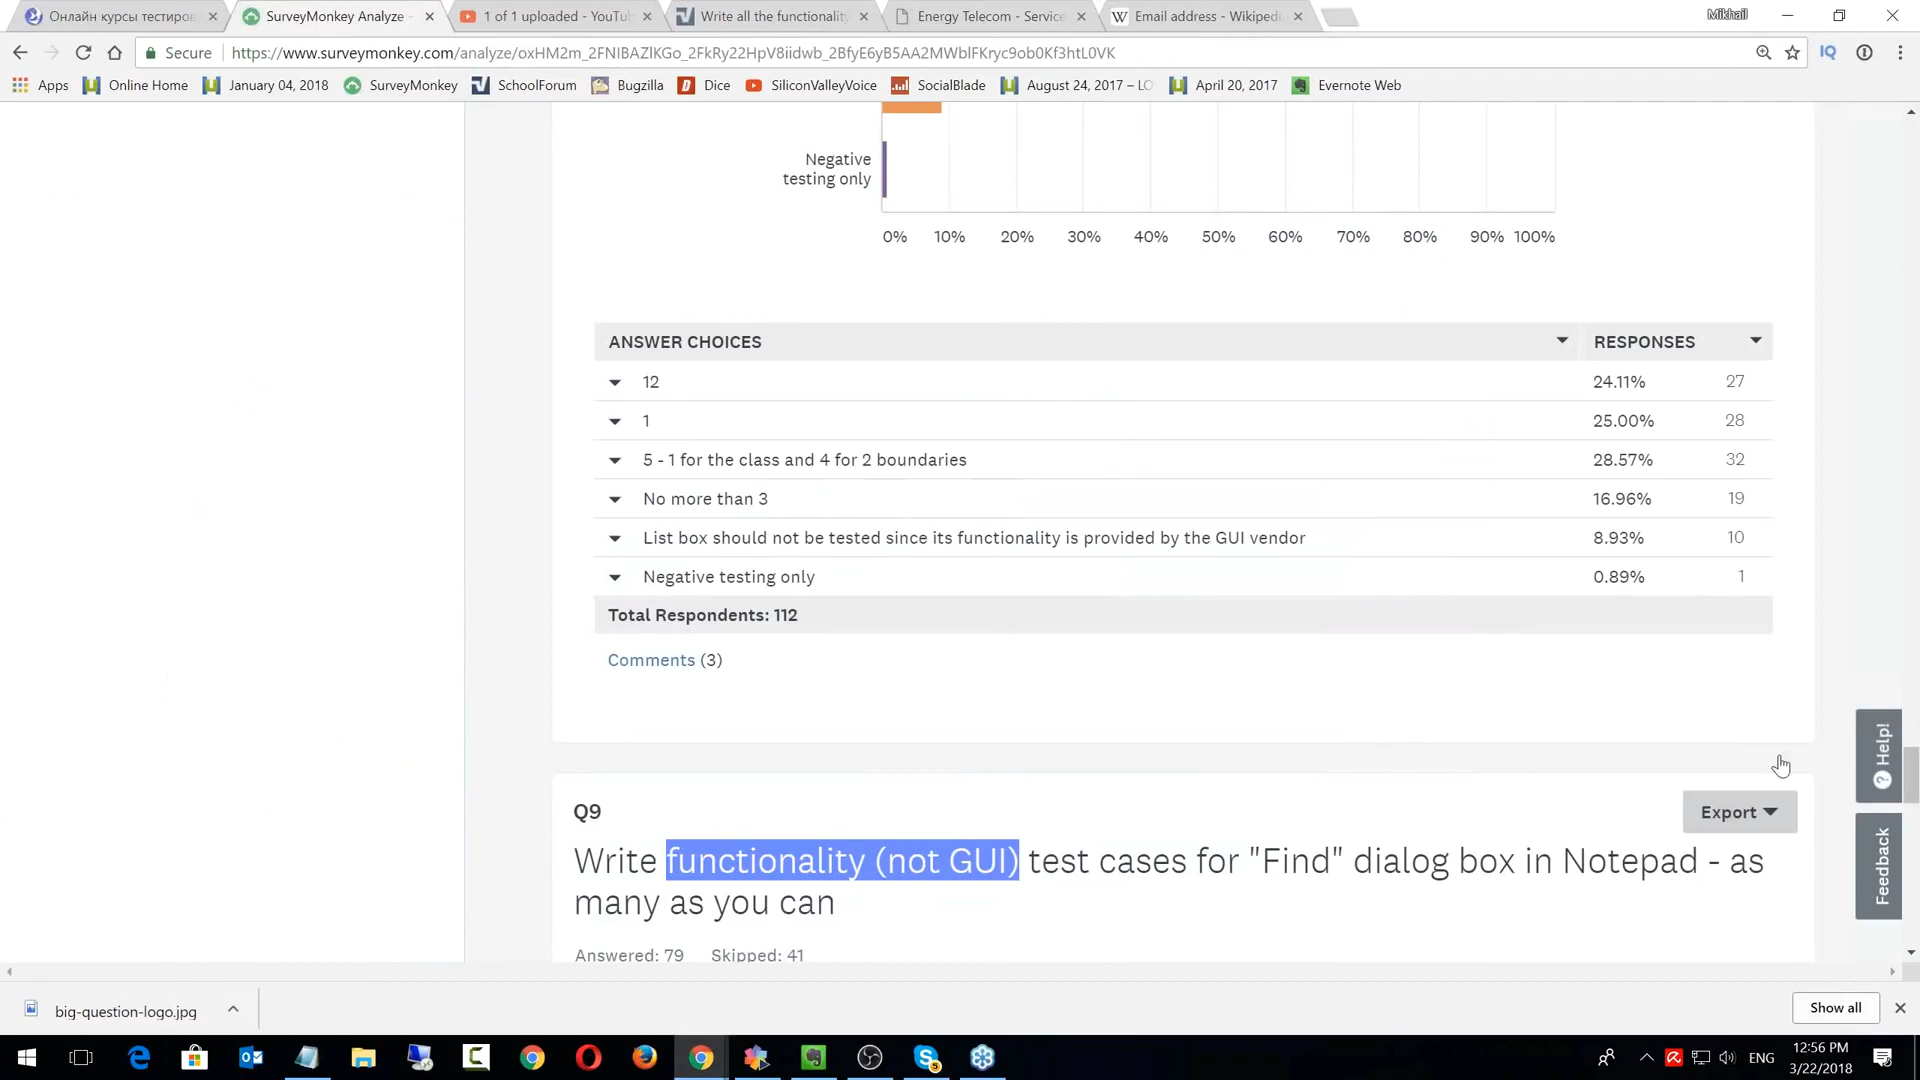 Онлайн курсы тестиров
SurveyMonkey Analyze -
1 of 1 uploaded - YouTu
Write all the functionality
Energy Telecom - Service
Email address - Wikipedi
Mikhail
Secure
https://www.surveymonkey.com/analyze/oxHM2m_2FNIBAZlKGo_2FkRy22HpV8iidwb_2BfyE6yB5AA2MWblFKryc9ob0Kf3htL0VK
Apps
Online Home
January 04, 2018
SurveyMonkey
SchoolForum
Bugzilla
Dice
SiliconValleyVoice
SocialBlade
August 24, 2017 – LO
April 20, 2017
Evernote Web
Negative
testing only
0% 10% 20% 30% 40% 50% 60% 70% 80% 90% 100%
ANSWER CHOICES RESPONSES
12 24.11% 27
1 25.00% 28
5 - 1 for the class and 4 for 2 boundaries 28.57% 32
No more than 3 16.96% 19
List box should not be tested since its functionality is provided by the GUI vendor 8.93% 10
Negative testing only 0.89% 1
Total Respondents: 112
Comments (3)
Help!
Q9
Export
Write functionality (not GUI) test cases for "Find" dialog box in Notepad - as
many as you can
Feedback
Answered: 79 Skipped: 41
big-question-logo.jpg
Show all
5
ENG
12:56 PM
3/22/2018